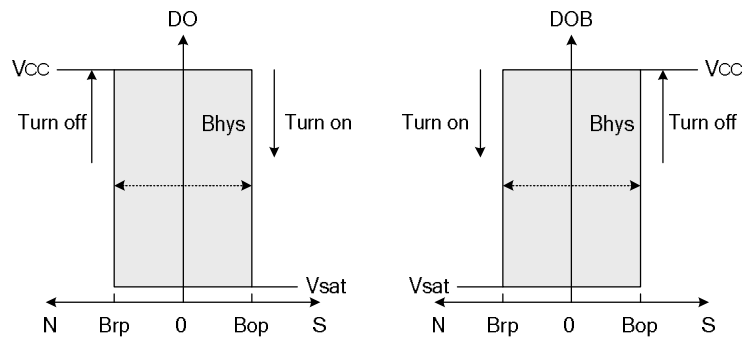 DO
VCC
Turn off
Bhys
Turn on
Vsat
N Brp 0 Bop S
DOB
VCC
Turn on
Bhys
Turn off
Vsat
N Brp 0 Bop S